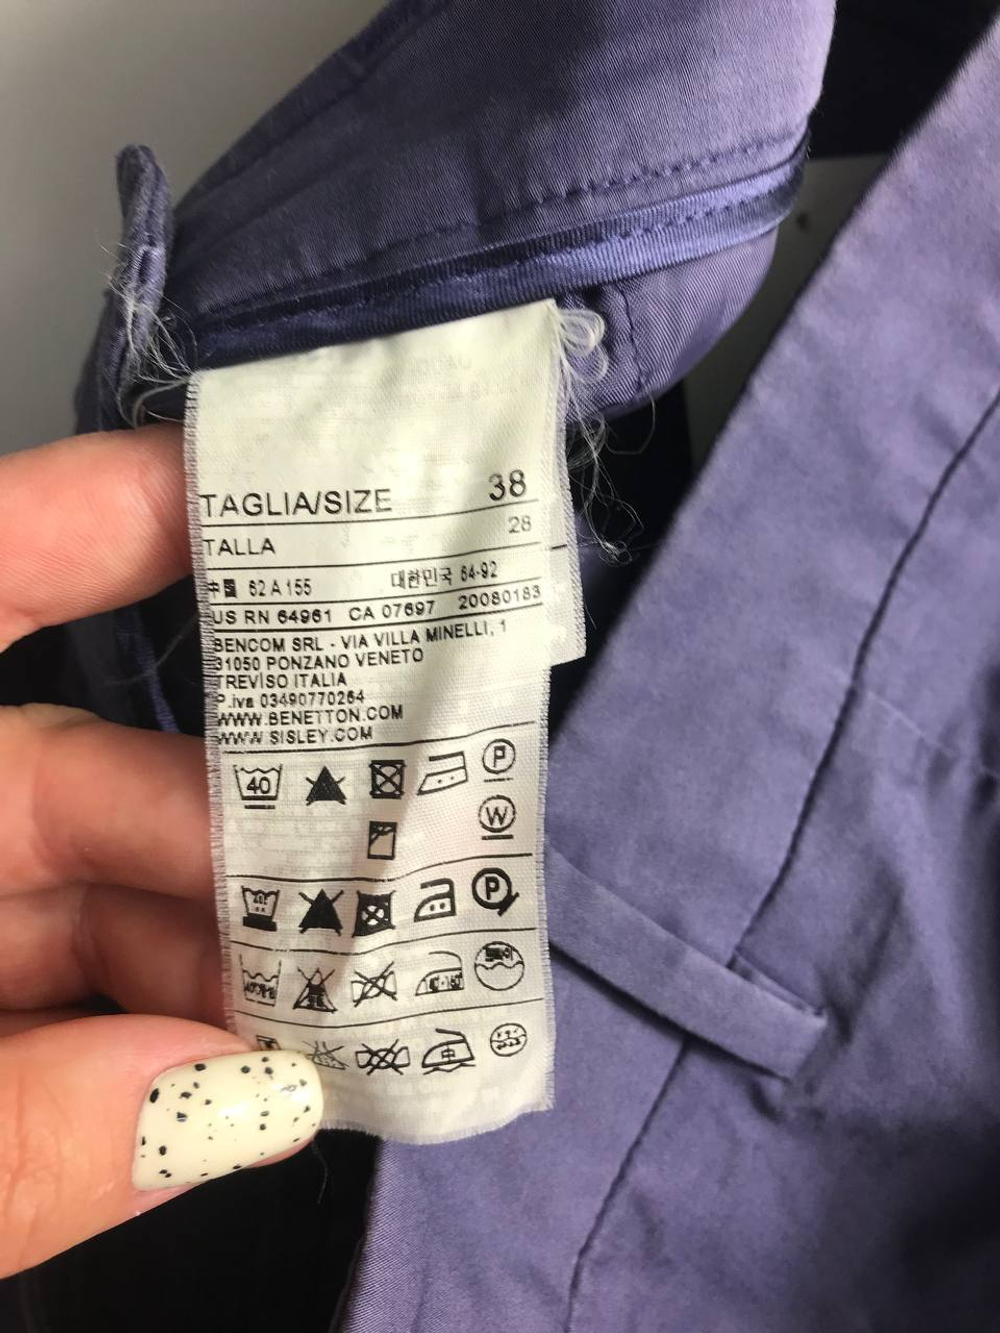 TAGLIA/SIZE 38
TALLA 28
中國 62 A 155 대한민국 64-92
US RN 64961 CA 07697 20080183
BENCOM SRL - VIA VILLA MINELLI, 1
31050 PONZANO VENETO
TREVISO ITALIA
P.iva 03490770264
WWW.BENETTON.COM
WWW SISLEY.COM
40 P
W
P